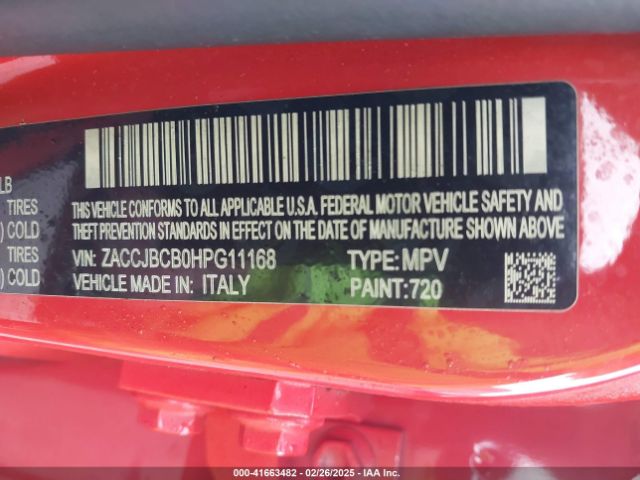 LB
TIRES
) COLD
TIRES
) COLD
THIS VEHICLE CONFORMS TO ALL APPLICABLE U.S.A. FEDERAL MOTOR VEHICLE SAFETY AND
THEFT PREVENTION STANDARDS IN EFFECT ON THE DATE OF MANUFACTURE SHOWN ABOVE
VIN: ZACCJBCB0HPG11168 TYPE: MPV
VEHICLE MADE IN: ITALY PAINT: 720
000-41663482 - 02/26/2025 - IAA Inc.